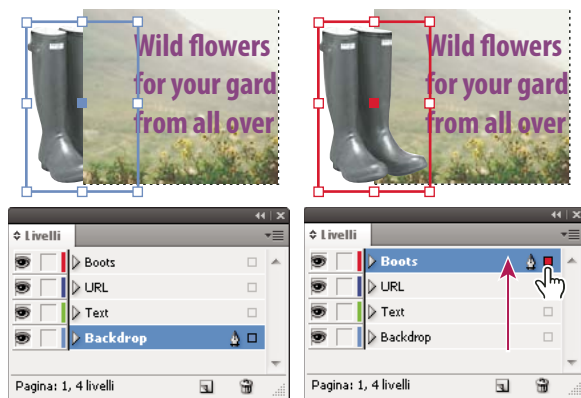 Wild flowers
for your gard
from all over
Wild flowers
for your gard
from all over
Livelli
Boots
URL
Text
Backdrop
Pagina: 1, 4 livelli
Livelli
Boots
URL
Text
Backdrop
Pagina: 1, 4 livelli